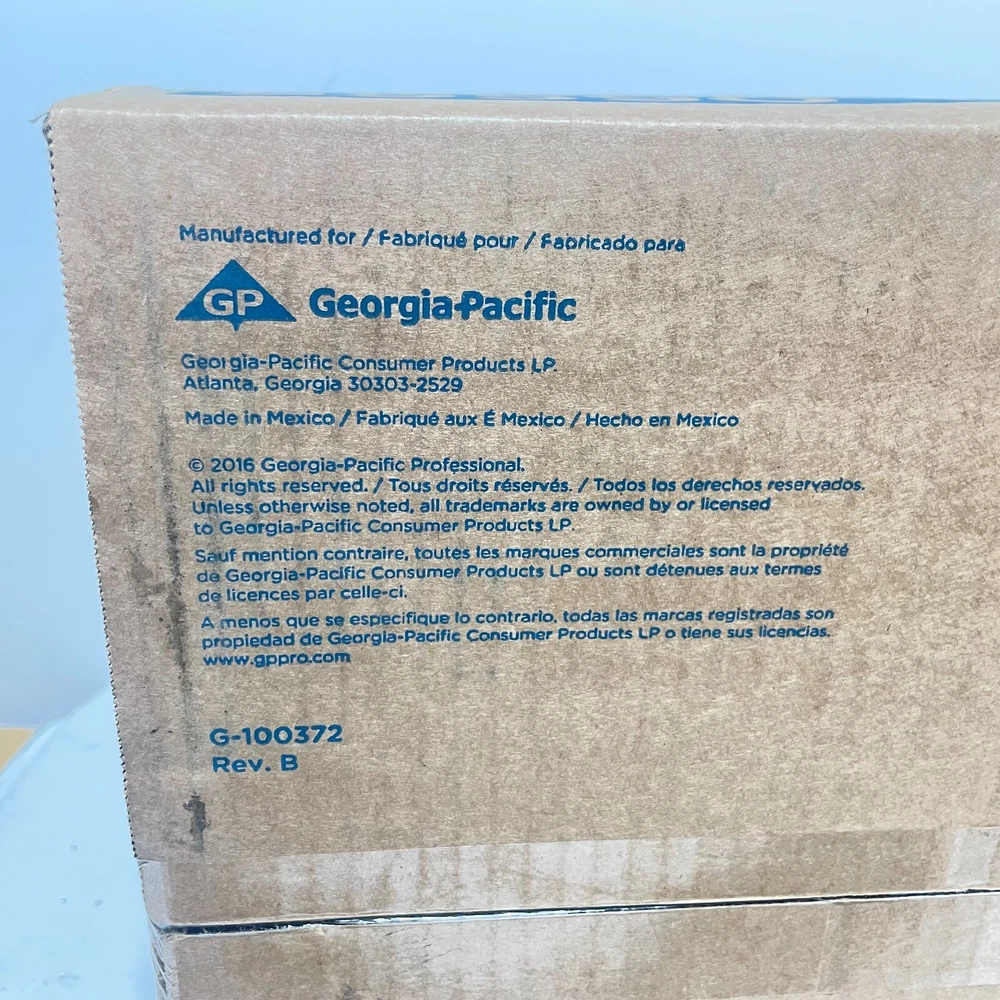 Manufactured for / Fabriqué pour / Fabricado para
GP Georgia-Pacific
Georgia-Pacific Consumer Products LP
Atlanta, Georgia 30303-2529
Made in Mexico / Fabriqué aux É Mexico / Hecho en Mexico
© 2016 Georgia-Pacific Professional.
All rights reserved. / Tous droits réservés. / Todos los derechos reservados.
Unless otherwise noted, all trademarks are owned by or licensed
to Georgia-Pacific Consumer Products LP.
Sauf mention contraire, toutes les marques commerciales sont la propriété
de Georgia-Pacific Consumer Products LP ou sont détenues aux termes
de licences par celle-ci.
A menos que se especifique lo contrario, todas las marcas registradas son
propiedad de Georgia-Pacific Consumer Products LP o tiene sus licencias.
www.gppro.com
G-100372
Rev. B